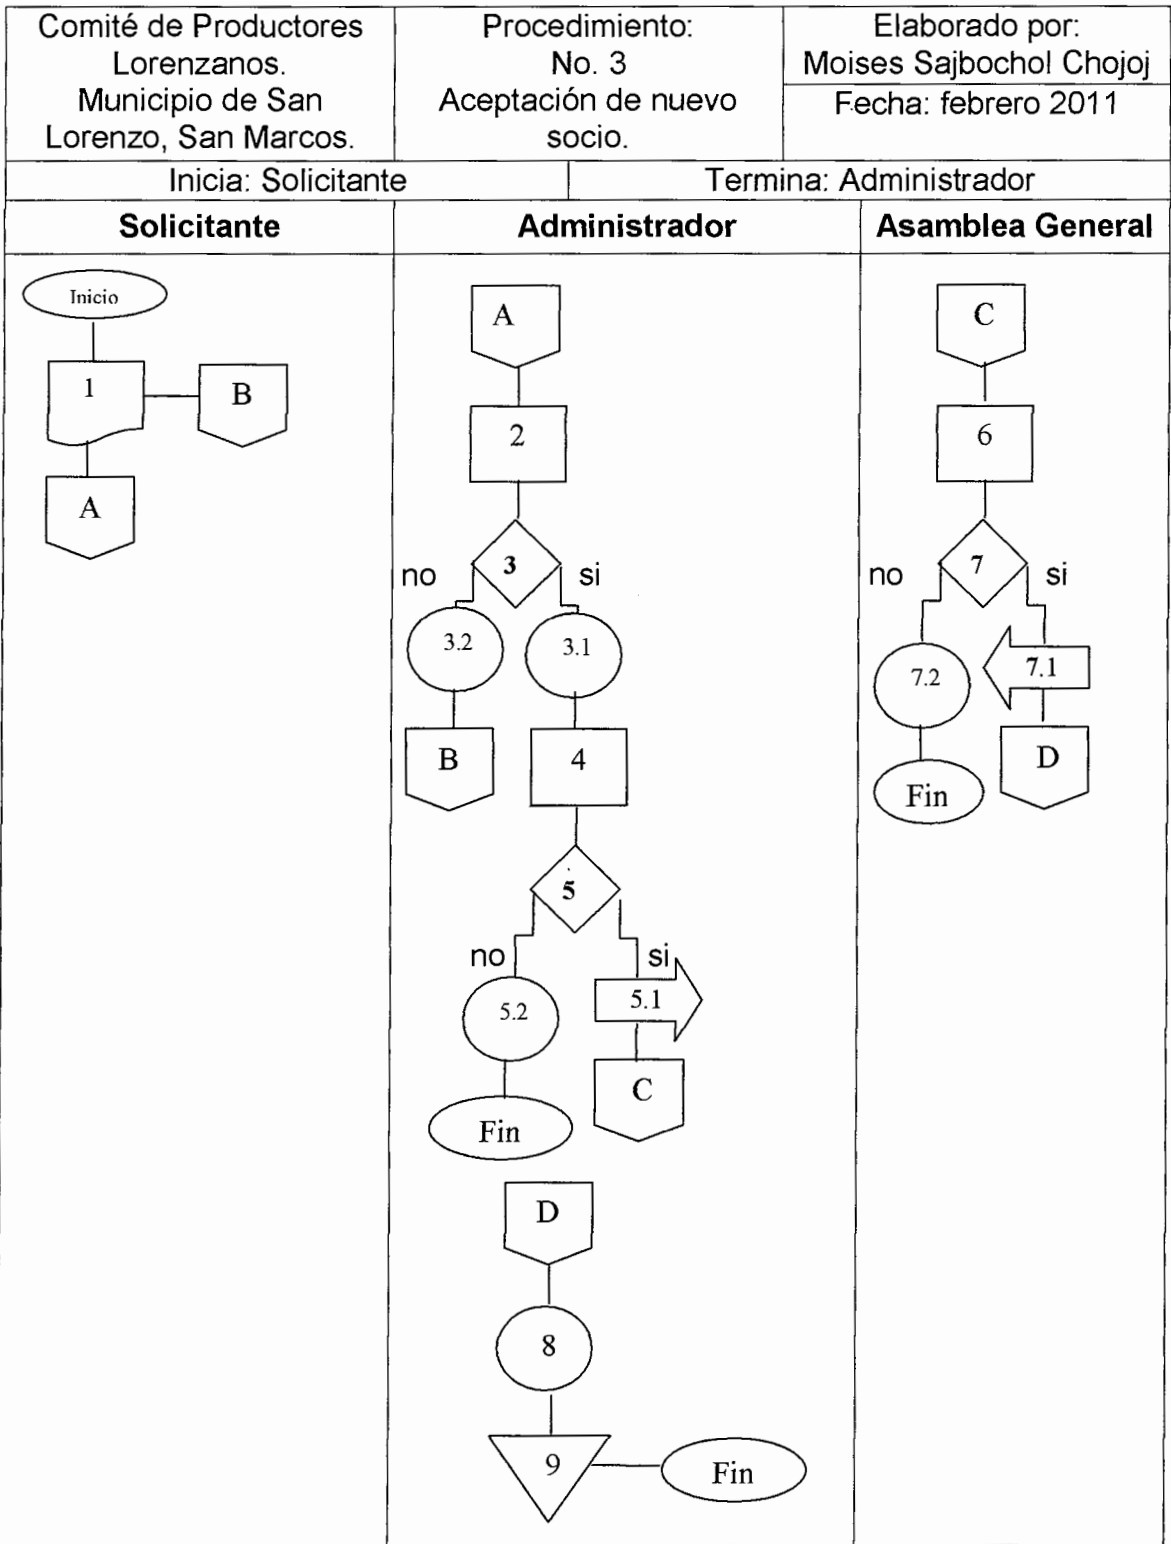 Comité de Productores
Lorenzanos.
Municipio de San
Lorenzo, San Marcos.
Procedimiento:
No. 3
Aceptación de nuevo
socio.
Elaborado por:
Moises Sajbochol Chojoj
Fecha: febrero 2011
Inicia: Solicitante
Termina: Administrador
Solicitante
Administrador
Asamblea General
Inicio
1
B
A
A
2
3
no
si
3.2
3.1
B
4
5
no
si
5.2
5.1
Fin
C
D
8
9
Fin
C
6
7
no
si
7.2
7.1
Fin
D